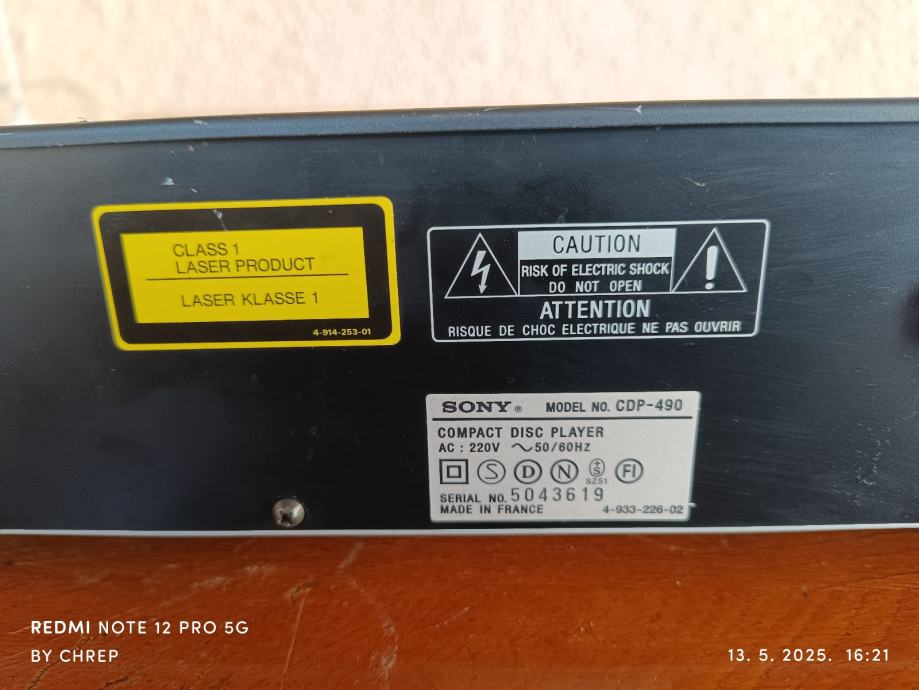 CLASS 1
LASER PRODUCT
LASER KLASSE 1
4-914-253-01
CAUTION
RISK OF ELECTRIC SHOCK
DO NOT OPEN
ATTENTION
RISQUE DE CHOC ELECTRIQUE NE PAS OUVRIR
SONY® MODEL NO. CDP-490
COMPACT DISC PLAYER
AC : 220V ～50/60HZ
S D N +S FI
SZ51
SERIAL NO. 5043619
MADE IN FRANCE 4-933-226-02
REDMI NOTE 12 PRO 5G
BY CHREP
13. 5. 2025. 16:21